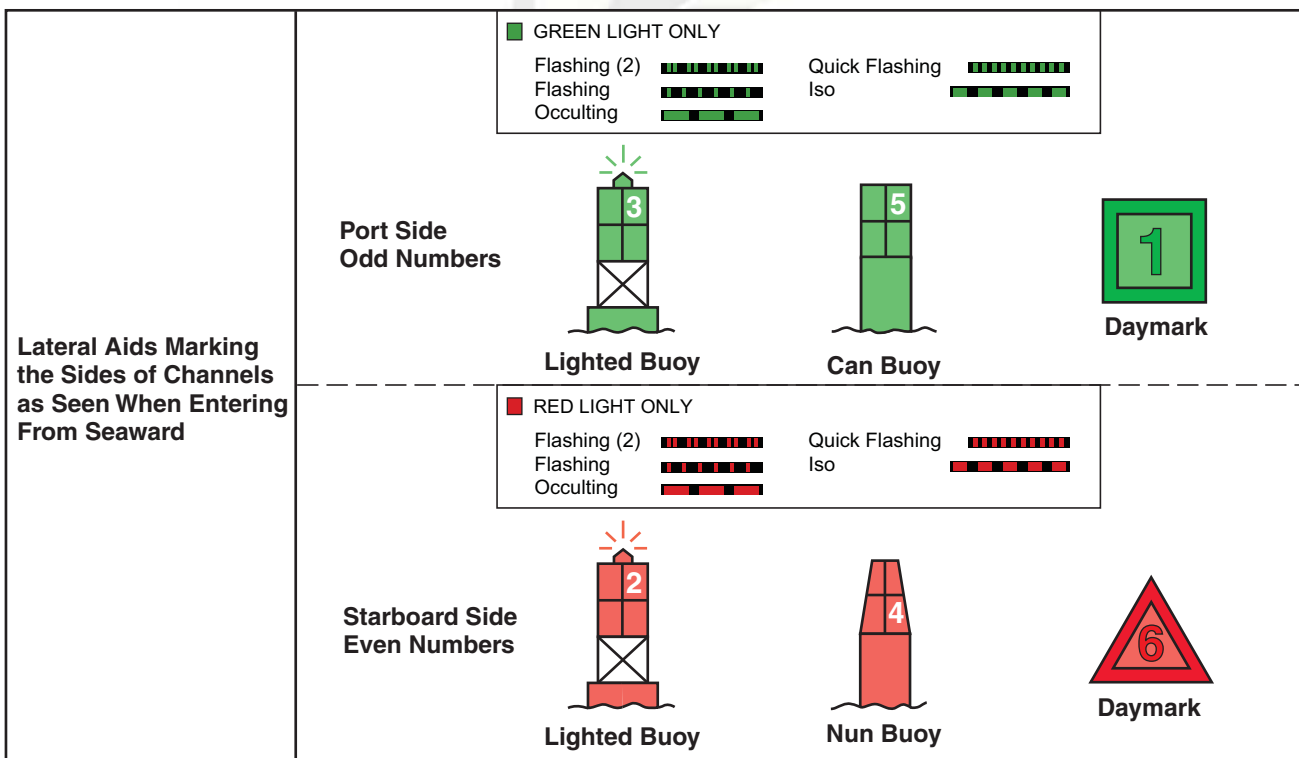 Lateral Aids Marking
the Sides of Channels
as Seen When Entering
From Seaward
GREEN LIGHT ONLY
Flashing (2)
Flashing
Occulting
Quick Flashing
Iso
Port Side
Odd Numbers
3
Lighted Buoy
5
Can Buoy
1
Daymark
RED LIGHT ONLY
Flashing (2)
Flashing
Occulting
Quick Flashing
Iso
Starboard Side
Even Numbers
2
Lighted Buoy
4
Nun Buoy
6
Daymark